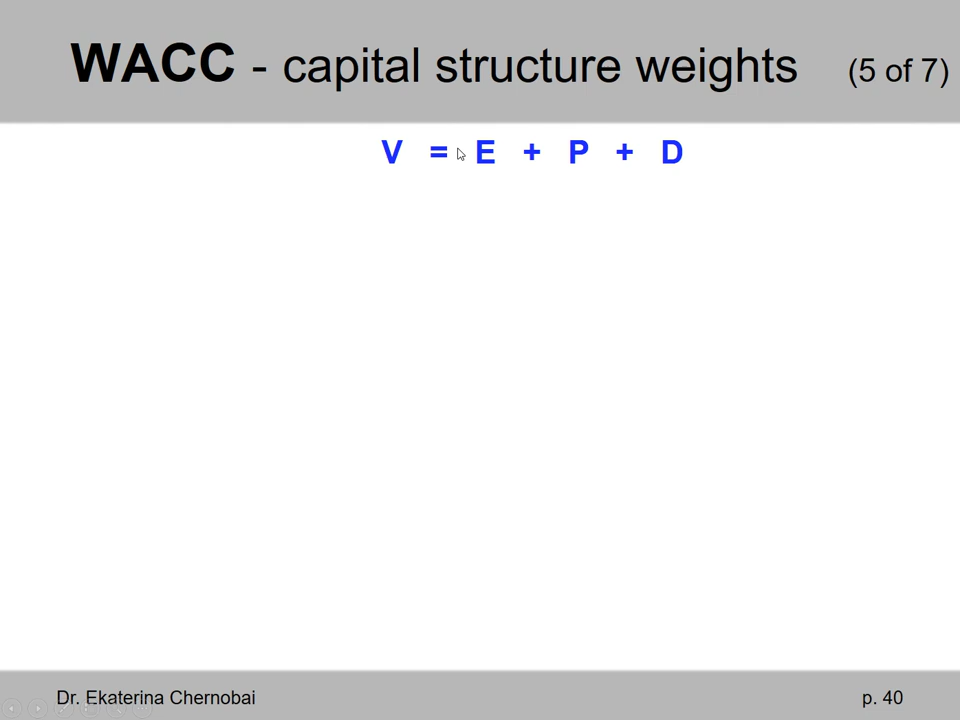 WACC - capital structure weights (5 of 7)
V = E + P + D
Dr. Ekaterina Chernobai p. 40